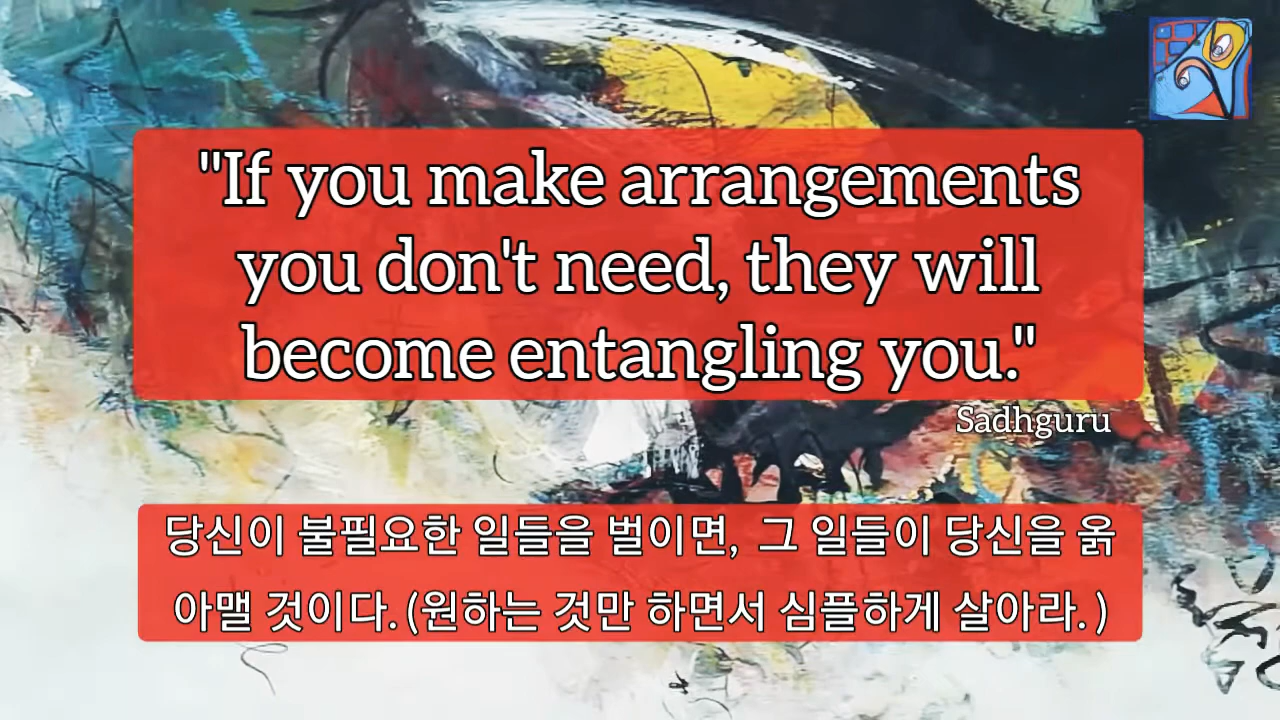 "If you make arrangements
you don't need, they will
become entangling you."
Sadhguru
당신이 불필요한 일들을 벌이면, 그 일들이 당신을 옭
아맬 것이다.(원하는 것만 하면서 심플하게 살아라.)